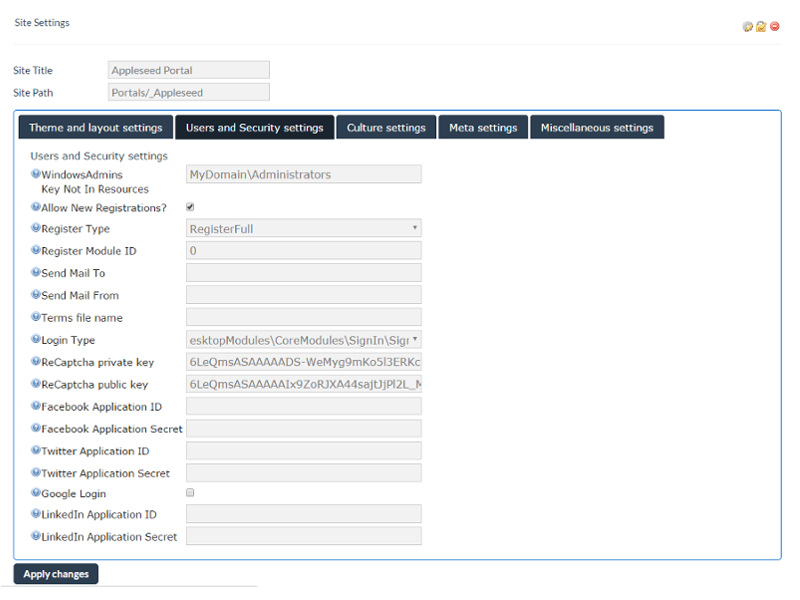 Site Settings
Site Title Appleseed Portal
Site Path Portals/_Appleseed
Theme and layout settings Users and Security settings Culture settings Meta settings Miscellaneous settings
Users and Security settings
WindowsAdmins MyDomain\Administrators
Key Not In Resources
Allow New Registrations?
Register Type RegisterFull
Register Module ID 0
Send Mail To
Send Mail From
Terms file name
Login Type esktopModules\CoreModules\SignIn\Sigr
ReCaptcha private key 6LeQmsASAAAAADS-WeMyg9mKo5l3ERKc
ReCaptcha public key 6LeQmsASAAAAAIx9ZoRJXA44sajtJjPl2L_M
Facebook Application ID
Facebook Application Secret
Twitter Application ID
Twitter Application Secret
Google Login
LinkedIn Application ID
LinkedIn Application Secret
Apply changes